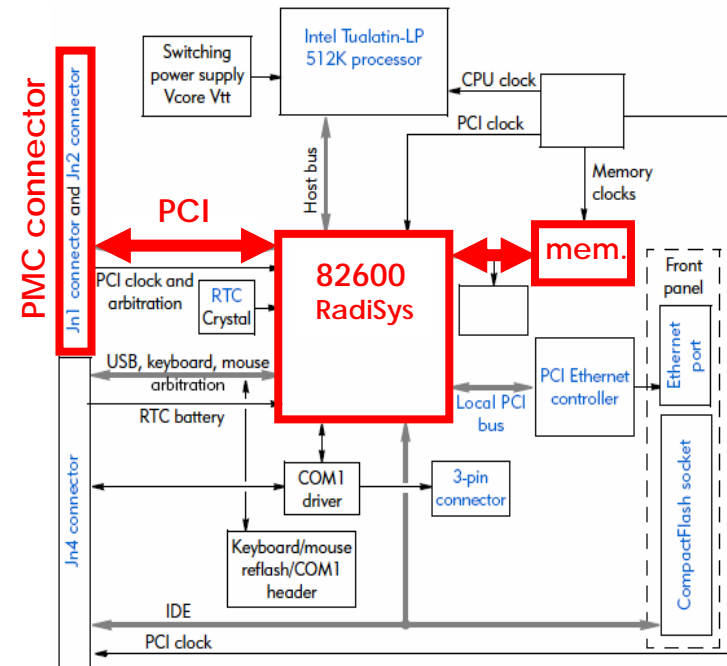 Switching
power supply
Vcore Vtt
Intel Tualatin-LP
512K processor
CPU clock
PCI clock
Memory
clocks
Host bus
PMC connector
Jn1 connector and Jn2 connector
PCI
82600
RadiSys
mem.
PCI clock and
arbitration
RTC
Crystal
Front
panel
Ethernet
port
USB, keyboard, mouse
arbitration
RTC battery
Local PCI
bus
PCI Ethernet
controller
Jn4 connector
COM1
driver
3-pin
connector
CompactFlash socket
Keyboard/mouse
reflash/COM1
header
IDE
PCI clock